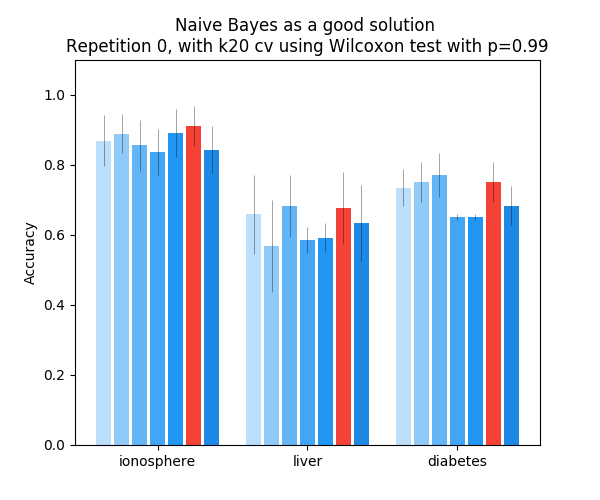 Naive Bayes as a good solution
Repetition 0, with k20 cv using Wilcoxon test with p=0.99
1.0
0.8
0.6
0.4
0.2
0.0
Accuracy
ionosphere
liver
diabetes